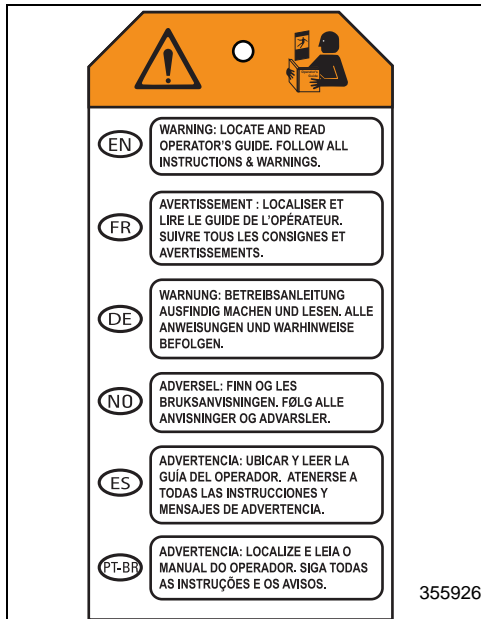 Operator's
Guide
EN
WARNING: LOCATE AND READ
OPERATOR'S GUIDE. FOLLOW ALL
INSTRUCTIONS & WARNINGS.
FR
AVERTISSEMENT : LOCALISER ET
LIRE LE GUIDE DE L'OPÉRATEUR.
SUIVRE TOUS LES CONSIGNES ET
AVERTISSEMENTS.
DE
WARNUNG: BETREIBSANLEITUNG
AUSFINDIG MACHEN UND LESEN. ALLE
ANWEISUNGEN UND WARHINWEISE
BEFOLGEN.
NO
ADVERSEL: FINN OG LES
BRUKSANVISNINGEN. FØLG ALLE
ANVISNINGER OG ADVARSLER.
ES
ADVERTENCIA: UBICAR Y LEER LA
GUÍA DEL OPERADOR. ATENERSE A
TODAS LAS INSTRUCCIONES Y
MENSAJES DE ADVERTENCIA.
PT-BR
ADVERTENCIA: LOCALIZE E LEIA O
MANUAL DO OPERADOR. SIGA TODAS
AS INSTRUÇÕES E OS AVISOS.
355926